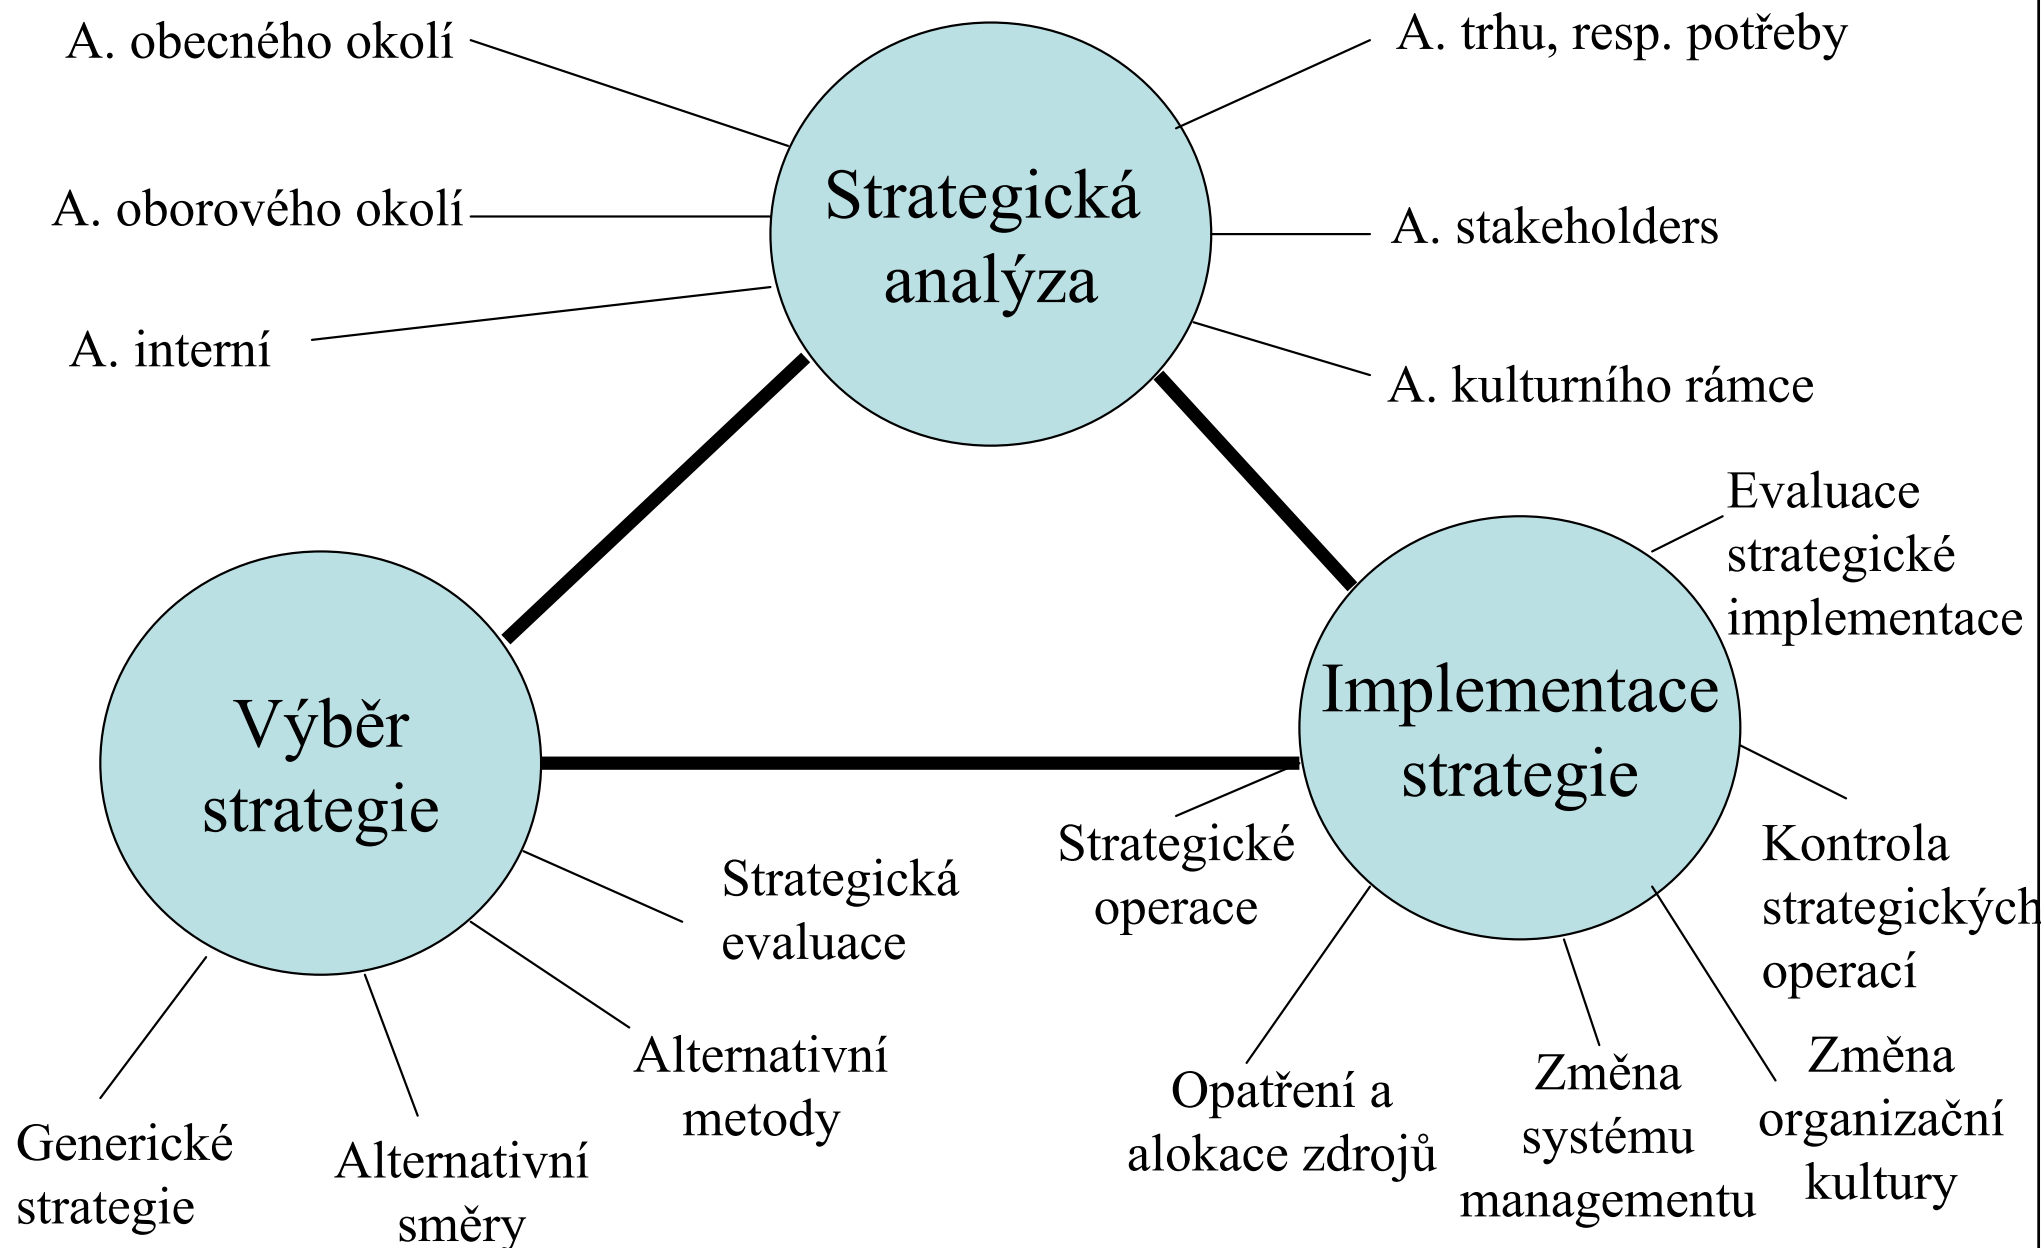 A. obecného okolí
A. trhu, resp. potřeby
Strategická
analýza
A. oborového okolí
A. stakeholders
A. interní
A. kulturního rámce
Evaluace
strategické
implementace
Výběr
strategie
Implementace
strategie
Strategická
evaluace
Strategické
operace
Kontrola
strategických
operací
Alternativní
metody
Generické
strategie
Alternativní
směry
Opatření a
alokace zdrojů
Změna
systému
managementu
Změna
organizační
kultury